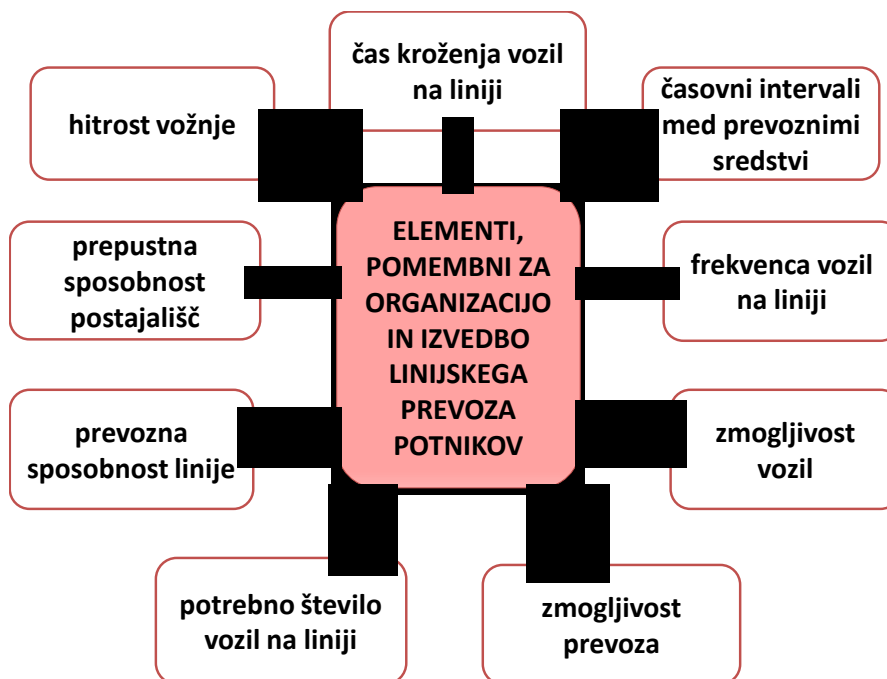 čas kroženja vozil
na liniji
hitrost vožnje
časovni intervali
med prevoznimi
sredstvi
prepustna
sposobnost
postajališč
ELEMENTI,
POMEMBNI ZA
ORGANIZACIJO
IN IZVEDBO
LINIJSKEGA
PREVOZA
POTNIKOV
frekvenca vozil
na liniji
prevozna
sposobnost linije
zmogljivost
vozil
potrebno število
vozil na liniji
zmogljivost
prevoza